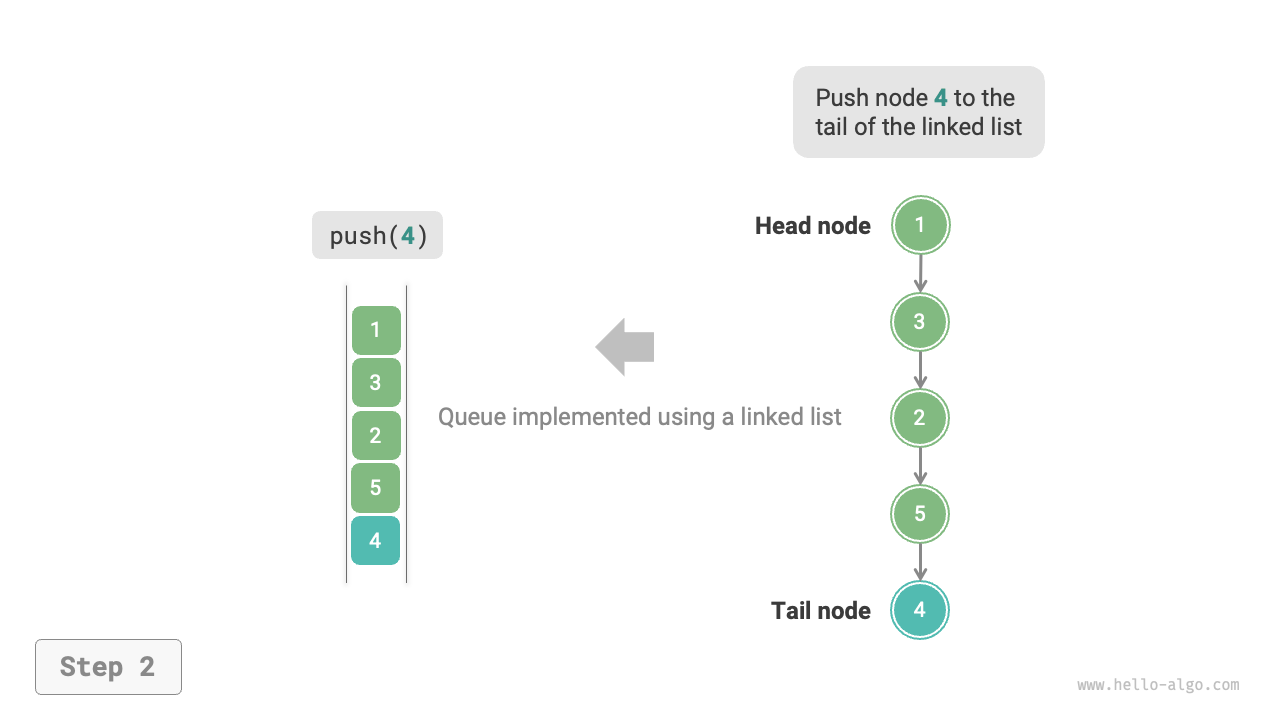 Push node 4 to the
tail of the linked list
push(4)
Head node
1
3
2
5
4
Queue implemented using a linked list
1
3
2
5
4
Tail node
Step 2
www.hello-algo.com